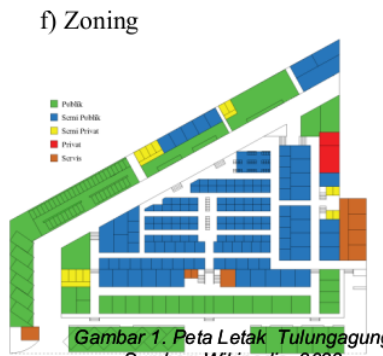 f) Zoning
Publik
Semi Publik
Semi Privat
Privat
Servis
Gambar 1. Peta Letak Tulungagung